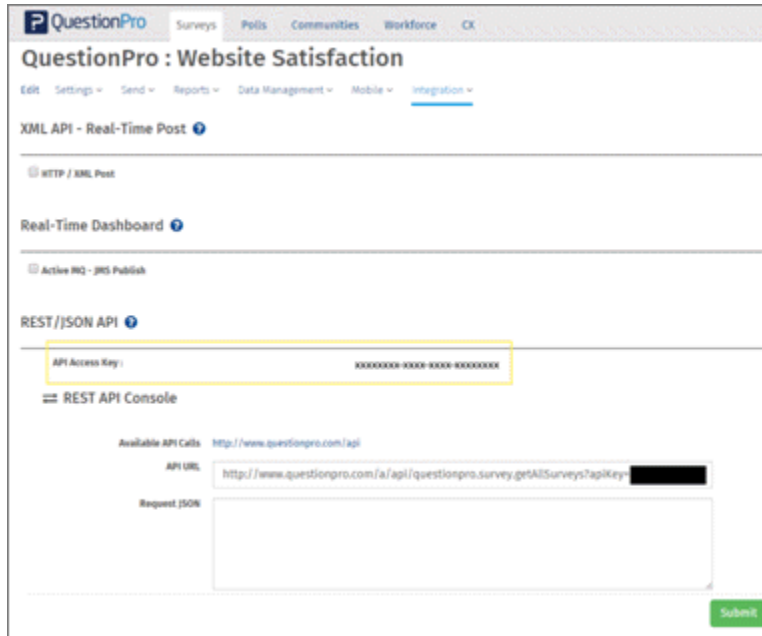 QuestionPro Surveys Polls Communities Workforce CX
QuestionPro : Website Satisfaction
Edit Settings Send Reports Data Management Mobile Integration
XML API - Real-Time Post ?
HTTP / XML Post
Real-Time Dashboard ?
Active MQ - JMS Publish
REST/JSON API ?
API Access Key : xxxxxxxx-xxxx-xxxx-xxxxxxxx
REST API Console
Available API Calls http://www.questionpro.com/api
API URL http://www.questionpro.com/a/api/questionpro.survey.getAllSurveys?apiKey=
Request JSON
Submit